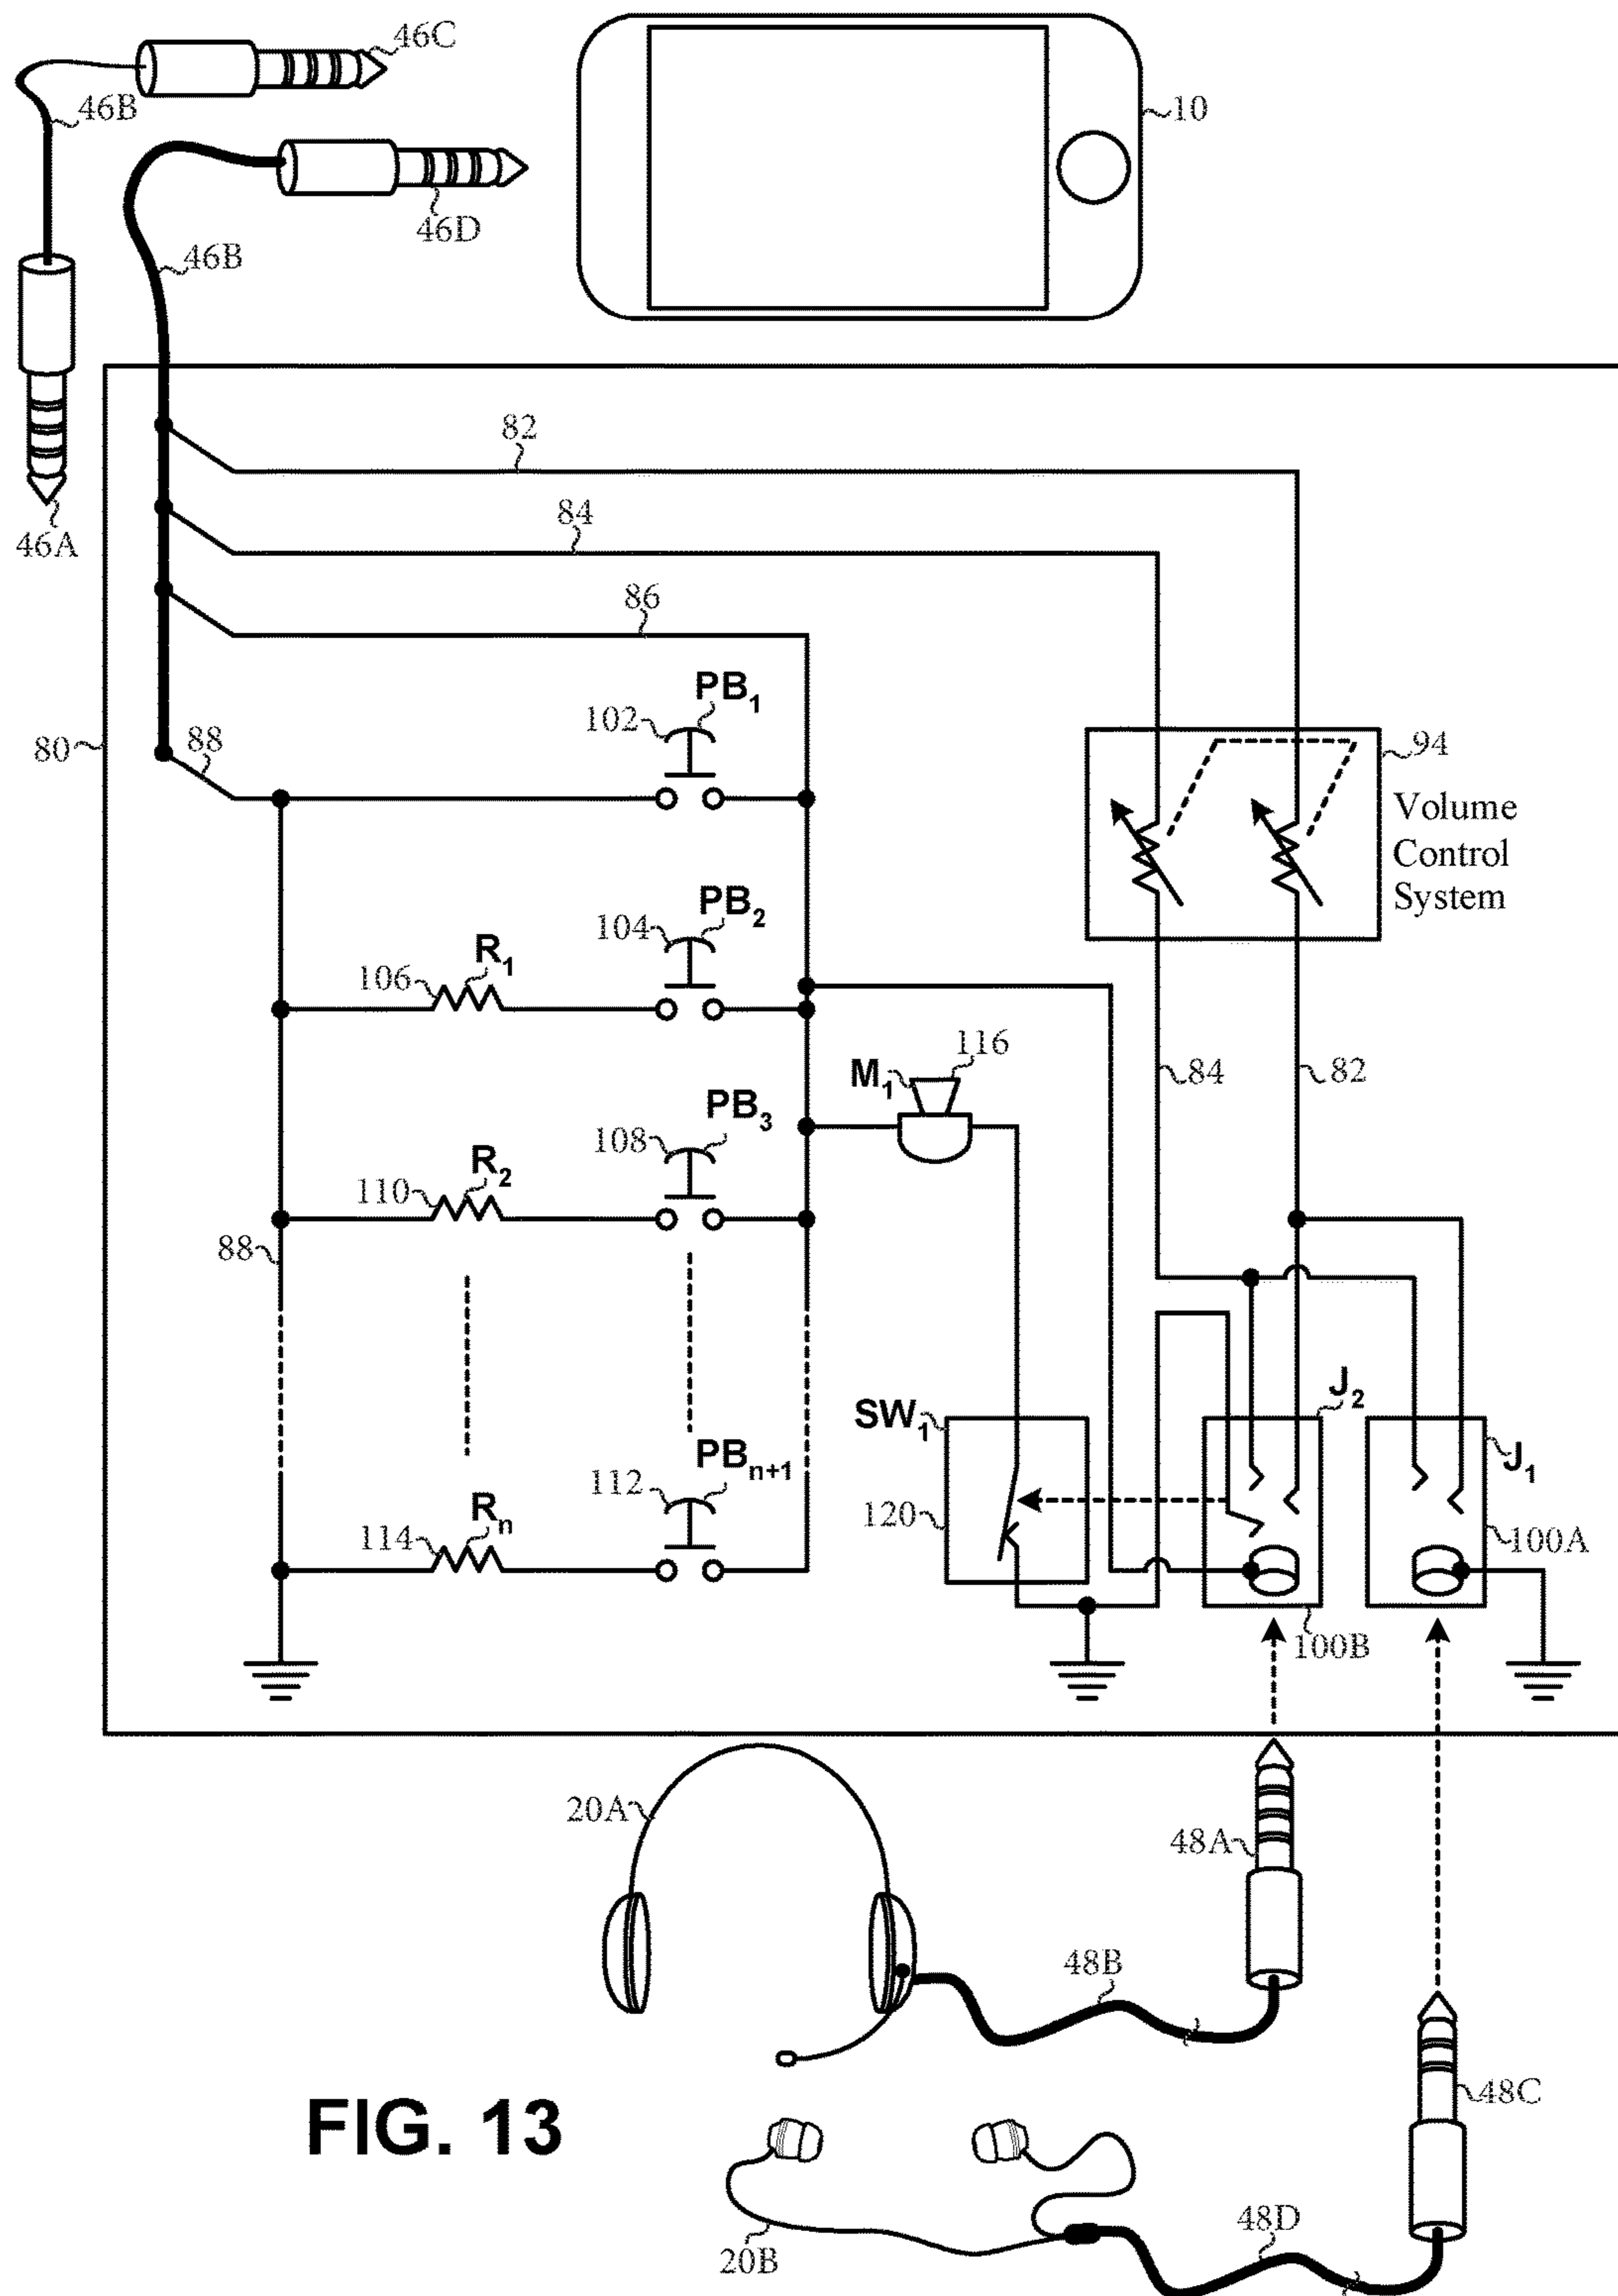 46C
46B
10
46D
46B
82
84
46A
86
PB1
102
88
80
94
Volume
Control
System
PB2
104
R1
106
116
M1
84
82
PB3
108
R2
110
88
J2
SW1
PBn+1
J1
112
Rn
120
114
100A
100B
20A
48A
48B
48C
FIG. 13
48D
20B